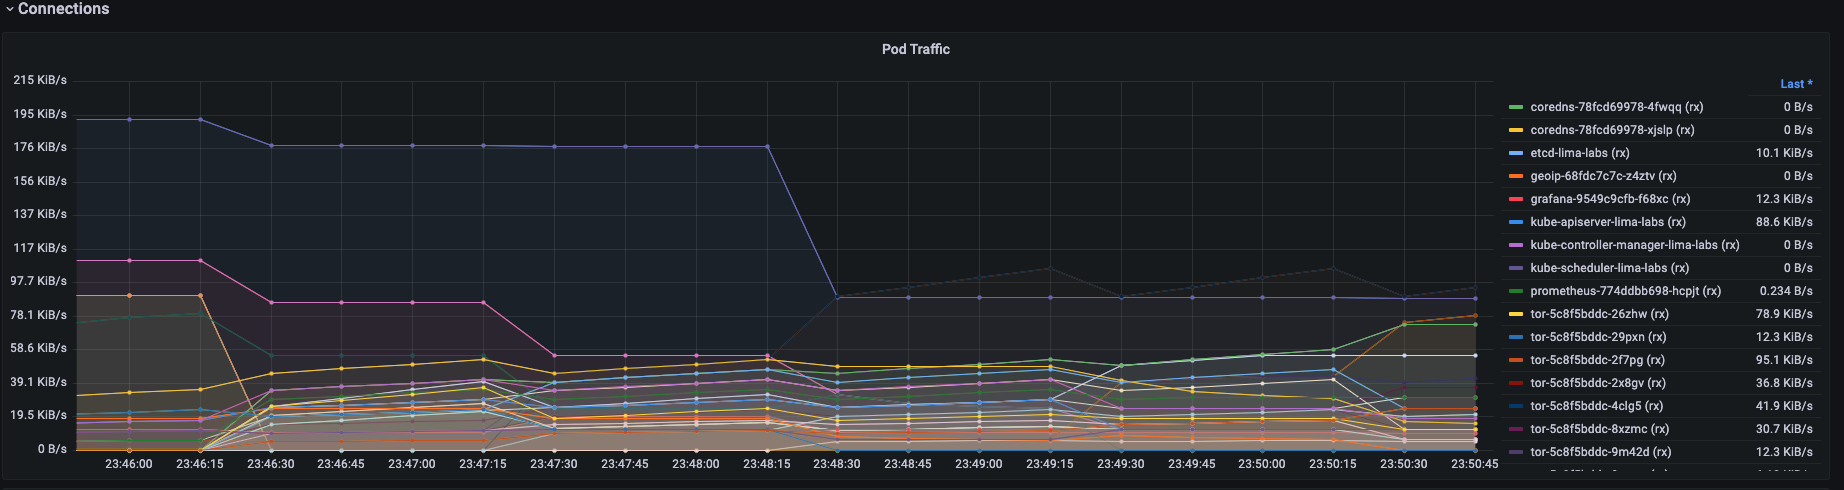 Connections
Pod Traffic
215 KiB/s
195 KiB/s
176 KiB/s
156 KiB/s
137 KiB/s
117 KiB/s
97.7 KiB/s
78.1 KiB/s
58.6 KiB/s
39.1 KiB/s
19.5 KiB/s
0 B/s
23:46:00 23:46:15 23:46:30 23:46:45 23:47:00 23:47:15 23:47:30 23:47:45 23:48:00 23:48:15 23:48:30 23:48:45 23:49:00 23:49:15 23:49:30 23:49:45 23:50:00 23:50:15 23:50:30 23:50:45
Last *
coredns-78fcd69978-4fwqq (rx) 0 B/s
coredns-78fcd69978-xjslp (rx) 0 B/s
etcd-lima-labs (rx) 10.1 KiB/s
geoip-68fdc7c7c-z4ztv (rx) 0 B/s
grafana-9549c9cfb-f68xc (rx) 12.3 KiB/s
kube-apiserver-lima-labs (rx) 88.6 KiB/s
kube-controller-manager-lima-labs (rx) 0 B/s
kube-scheduler-lima-labs (rx) 0 B/s
prometheus-774ddbb698-hcpjt (rx) 0.234 B/s
tor-5c8f5bddc-26zhw (rx) 78.9 KiB/s
tor-5c8f5bddc-29pxn (rx) 12.3 KiB/s
tor-5c8f5bddc-2f7pg (rx) 95.1 KiB/s
tor-5c8f5bddc-2x8gv (rx) 36.8 KiB/s
tor-5c8f5bddc-4clg5 (rx) 41.9 KiB/s
tor-5c8f5bddc-8xzmc (rx) 30.7 KiB/s
tor-5c8f5bddc-9m42d (rx) 12.3 KiB/s